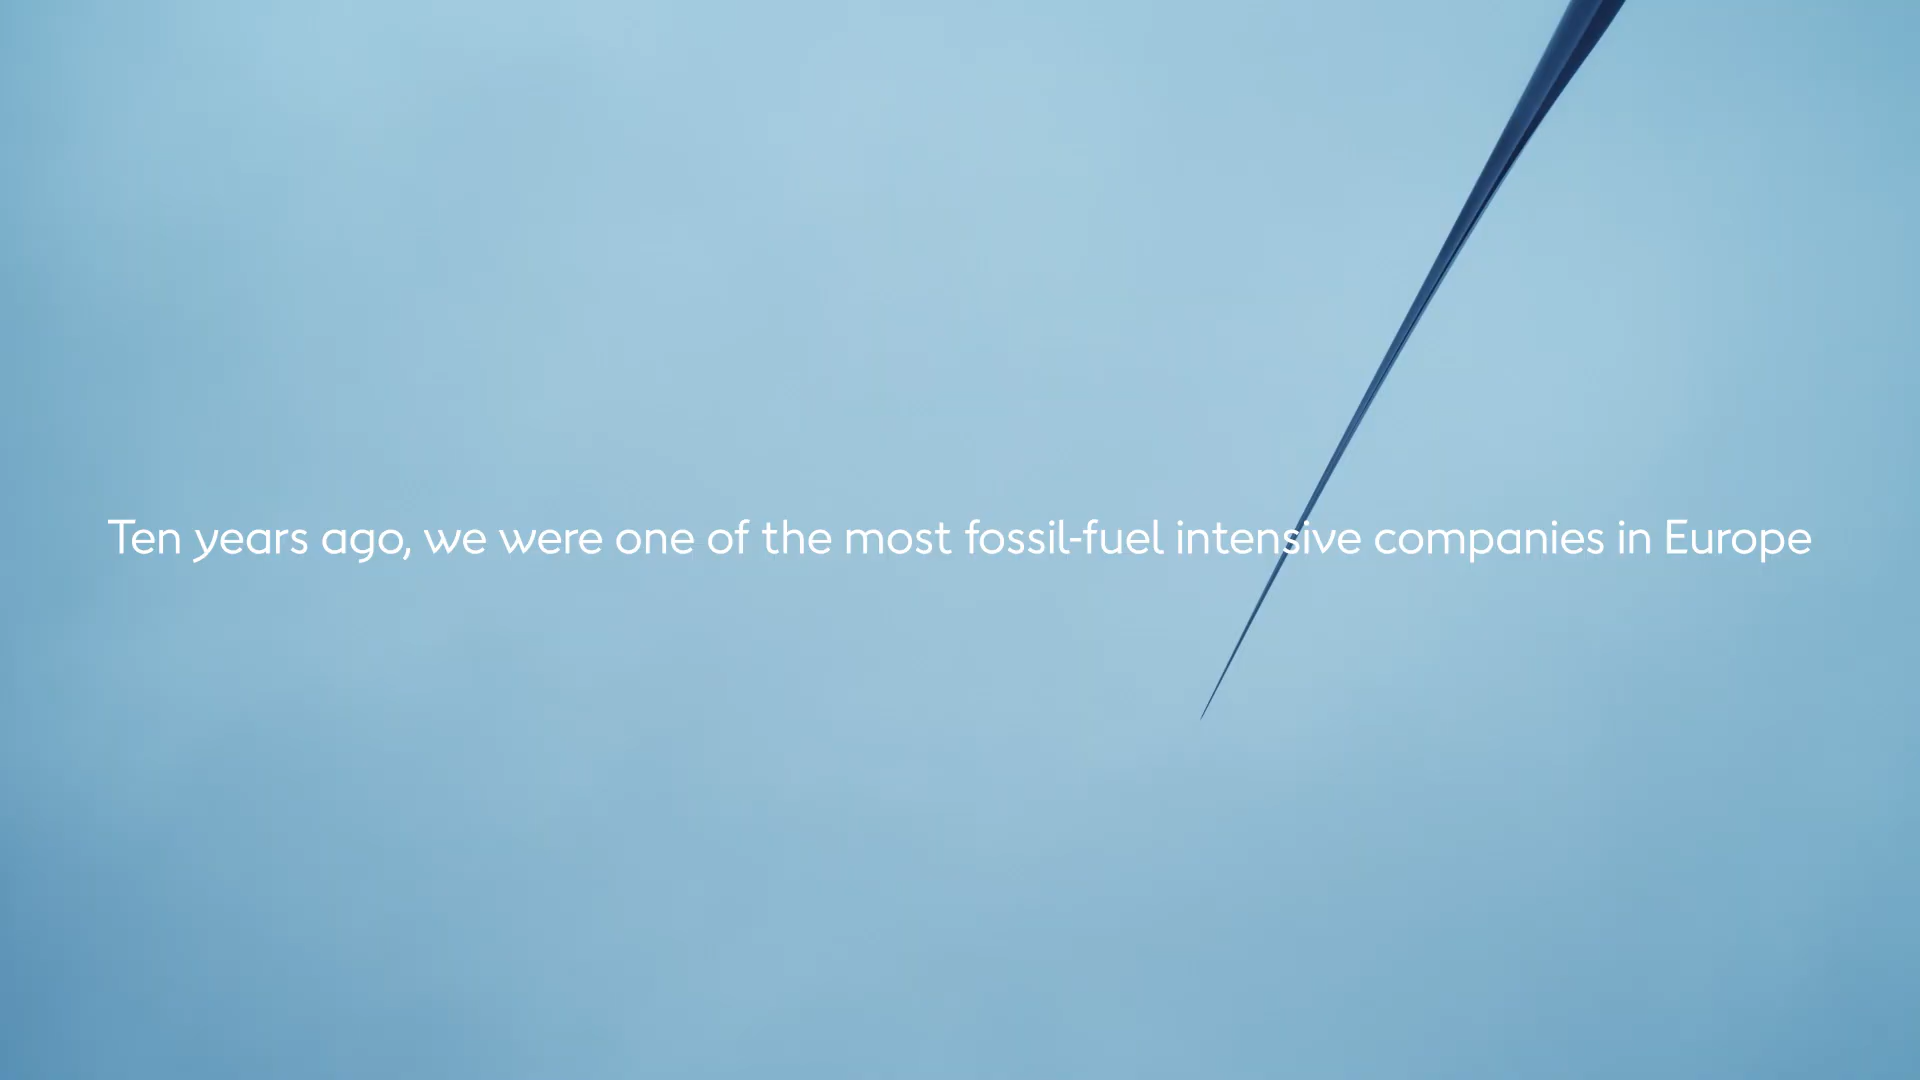 Ten years ago, we were one of the most fossil-fuel intensive companies in Europe